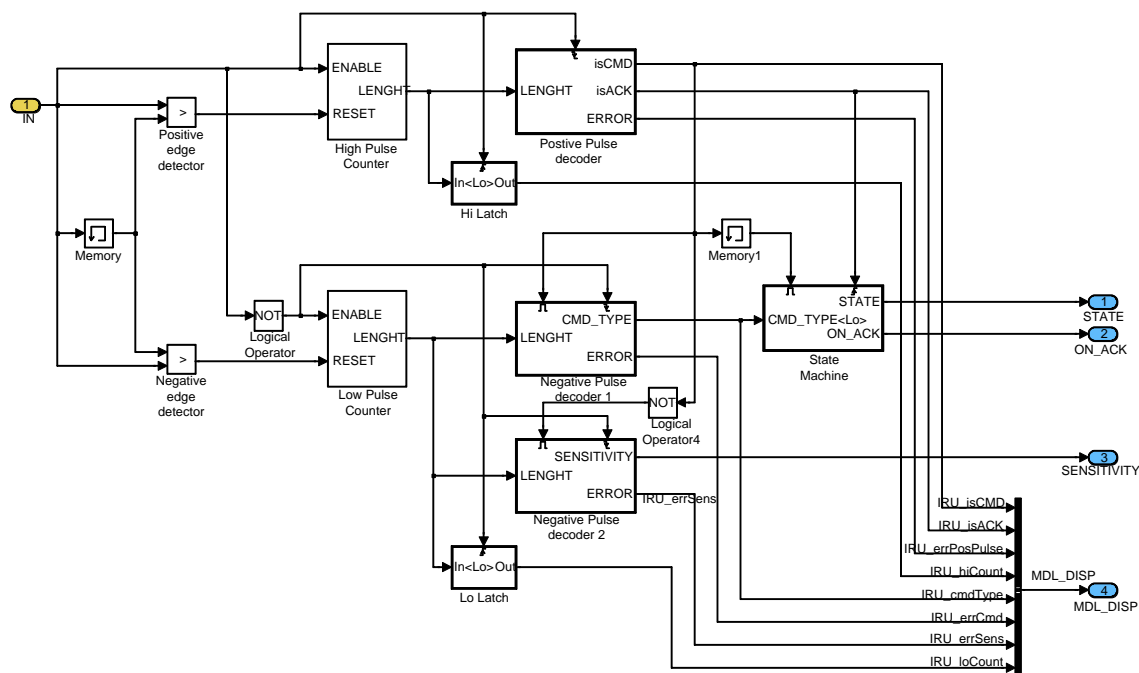 1
IN
>
Positive
edge
detector
ENABLE
LENGHT
RESET
High Pulse
Counter
LENGHT
isCMD
isACK
ERROR
Postive Pulse
decoder
In<Lo>Out
Hi Latch
Memory
Memory1
NOT
Logical
Operator
>
Negative
edge
detector
ENABLE
LENGHT
RESET
Low Pulse
Counter
LENGHT
CMD_TYPE
ERROR
Negative Pulse
decoder 1
CMD_TYPE<Lo>
STATE
ON_ACK
State
Machine
1
STATE
2
ON_ACK
NOT
Logical
Operator4
LENGHT
SENSITIVITY
ERROR
Negative Pulse
decoder 2
IRU_errSens
3
SENSITIVITY
In<Lo>Out
Lo Latch
IRU_isCMD
IRU_isACK
IRU_errPosPulse
IRU_hiCount
IRU_cmdType
IRU_errCmd
IRU_errSens
IRU_loCount
MDL_DISP
4
MDL_DISP